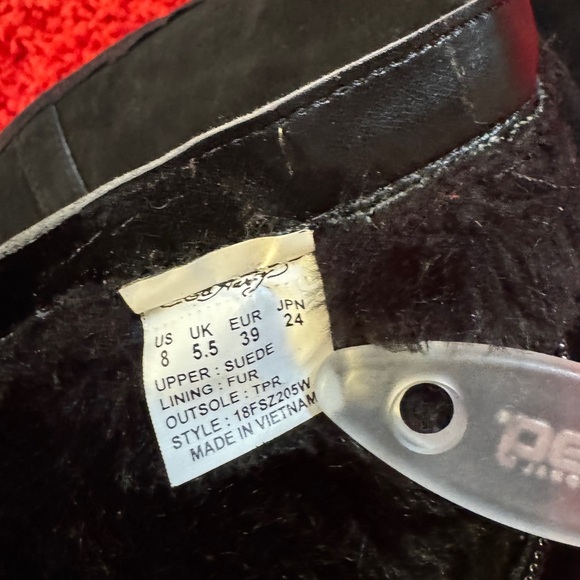 US UK EUR JPN
8 5.5 39 24
UPPER : SUEDE
LINING : FUR
OUTSOLE : TPR
STYLE : 18FSZ205W
MADE IN VIETNAM